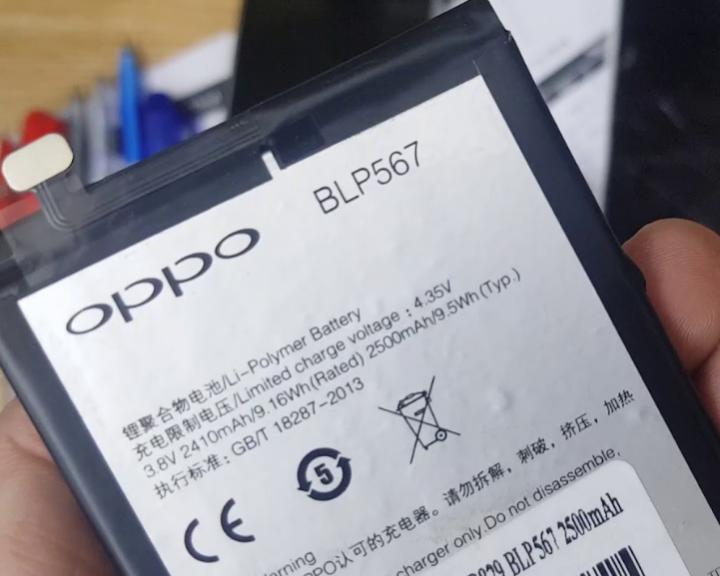 BLP567
oppo
锂聚合物电池/Li-Polymer Battery
充电限制电压/Limited charge voltage : 4.35V
3.8V 2410mAh/9.16Wh(Rated) 2500mAh/9.5Wh(Typ.)
执行标准: GB/T 18287-2013
CE
5
OPPO认可的充电器。请勿拆解，刺破，挤压，加热
charger only.Do not disassemble,
BLP567 2500mAh